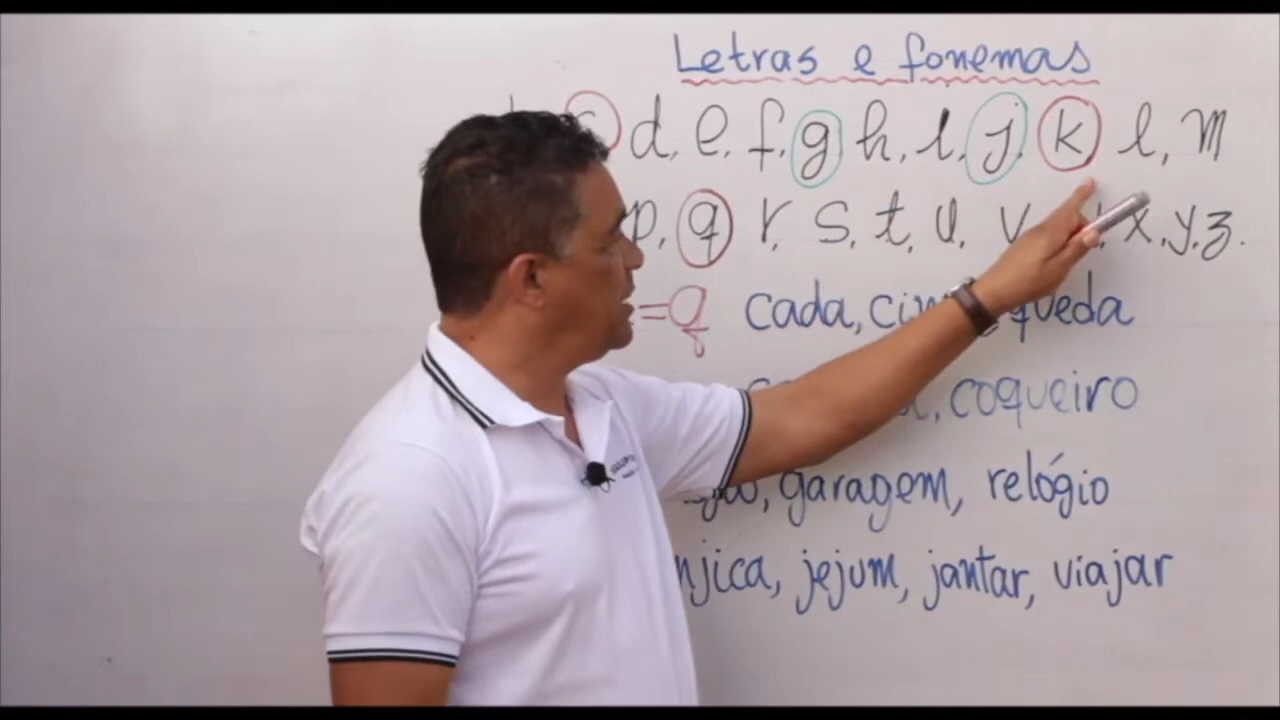 Letras e fonemas
c, d, e, f, g h, i, j, k, l, m
p, q, r, s, t, u, v x, y, z.
=q cada, queda
coqueiro
garagem, relógio
jejum, jantar, viajar